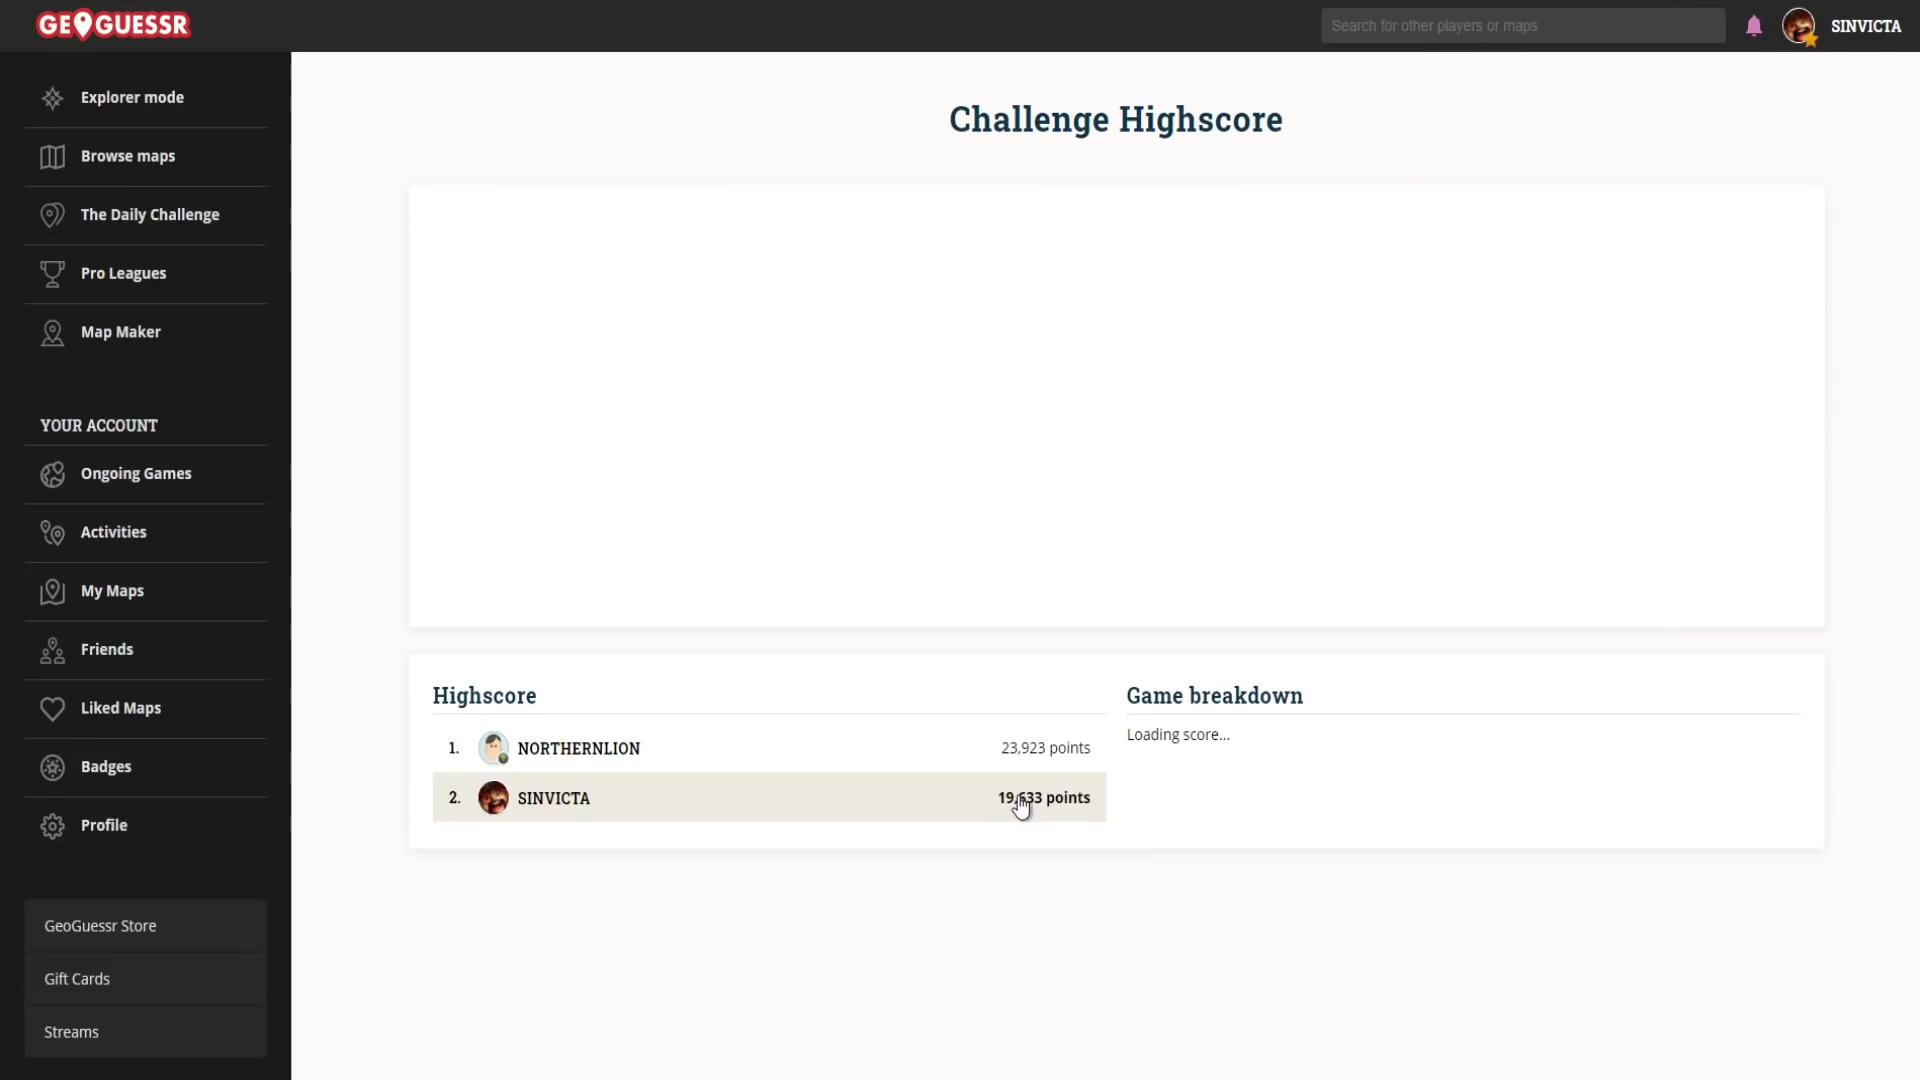 GEOGUESSR
Search for other players or maps
SINVICTA
Explorer mode
Browse maps
The Daily Challenge
Pro Leagues
Map Maker
YOUR ACCOUNT
Ongoing Games
Activities
My Maps
Friends
Liked Maps
Badges
Profile
GeoGuessr Store
Gift Cards
Streams
Challenge Highscore
Highscore
1. NORTHERNLION 23,923 points
2. SINVICTA 19,633 points
Game breakdown
Loading score...